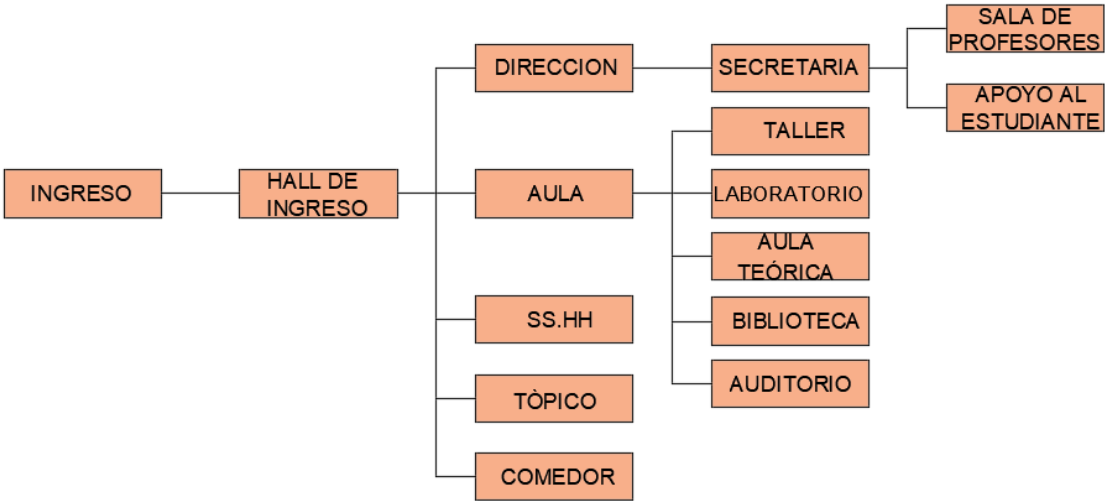 SALA DE
PROFESORES
DIRECCION
SECRETARIA
APOYO AL
ESTUDIANTE
TALLER
INGRESO
HALL DE
INGRESO
AULA
LABORATORIO
AULA
TEÓRICA
SS.HH
BIBLIOTECA
TÒPICO
AUDITORIO
COMEDOR